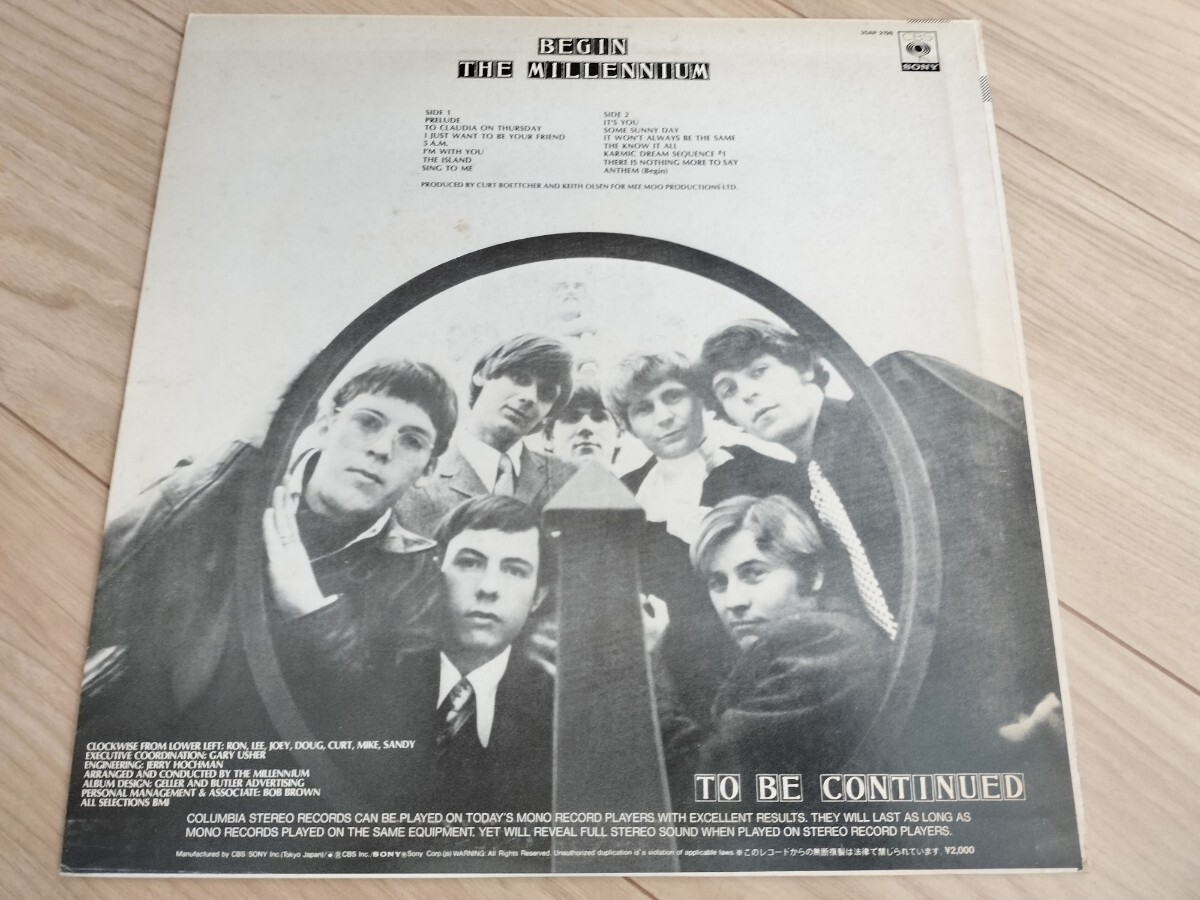 BEGIN
THE MILLENNIUM
CBS
SONY
SIDE 1
PRELUDE
TO CLAUDIA ON THURSDAY
I JUST WANT TO BE YOUR FRIEND
5 A.M.
I'M WITH YOU
THE ISLAND
SING TO ME
SIDE 2
IT'S YOU
SOME SUNNY DAY
IT WON'T ALWAYS BE THE SAME
THE KNOW IT ALL
KARMIC DREAM SEQUENCE #1
THERE IS NOTHING MORE TO SAY
ANTHEM (Begin)
PRODUCED BY CURT BOETTCHER AND KEITH OLSEN FOR MEE MOO PRODUCTIONS LTD.
CLOCKWISE FROM LOWER LEFT: RON, LEE, JOEY, DOUG, CURT, MIKE, SANDY
EXECUTIVE COORDINATION: GARY USHER
ENGINEERING: JERRY HOCHMAN
ARRANGED AND CONDUCTED BY THE MILLENNIUM
ALBUM DESIGN: GELLER AND BUTLER ADVERTISING
PERSONAL MANAGEMENT & ASSOCIATE: BOB BROWN
ALL SELECTIONS BMI
TO BE CONTINUED
COLUMBIA STEREO RECORDS CAN BE PLAYED ON TODAY'S MONO RECORD PLAYERS WITH EXCELLENT RESULTS. THEY WILL LAST AS LONG AS
MONO RECORDS PLAYED ON THE SAME EQUIPMENT. YET WILL REVEAL FULL STEREO SOUND WHEN PLAYED ON STEREO RECORD PLAYERS.
Manufactured by CBS/SONY Inc.(Tokyo Japan)/ CBS Inc./SONY Sony Corp. WARNING: All Rights Reserved. Unauthorized duplication is a violation of applicable laws. ※このレコードからの無断複製は法律で禁じられています. ¥2,000